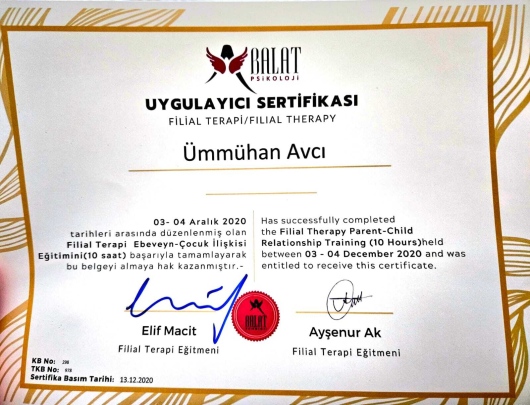 BALAT
PSİKOLOJİ
UYGULAYICI SERTİFİKASI
FİLİAL TERAPİ/FILIAL THERAPY
Ümmühan Avcı
03- 04 Aralık 2020
tarihleri arasında düzenlenmiş olan
Filial Terapi Ebeveyn-Çocuk İlişkisi
Eğitimini(10 saat) başarıyla tamamlayarak
bu belgeyi almaya hak kazanmıştır.-
Has successfully completed
the Filial Therapy Parent-Child
Relationship Training (10 Hours)held
between 03 - 04 December 2020 and was
entitled to receive this certificate.
Elif Macit
Filial Terapi Eğitmeni
BALAT
Ayşenur Ak
Filial Terapi Eğitmeni
KB No:
TKB No:
Sertifika Basım Tarihi: 13.12.2020